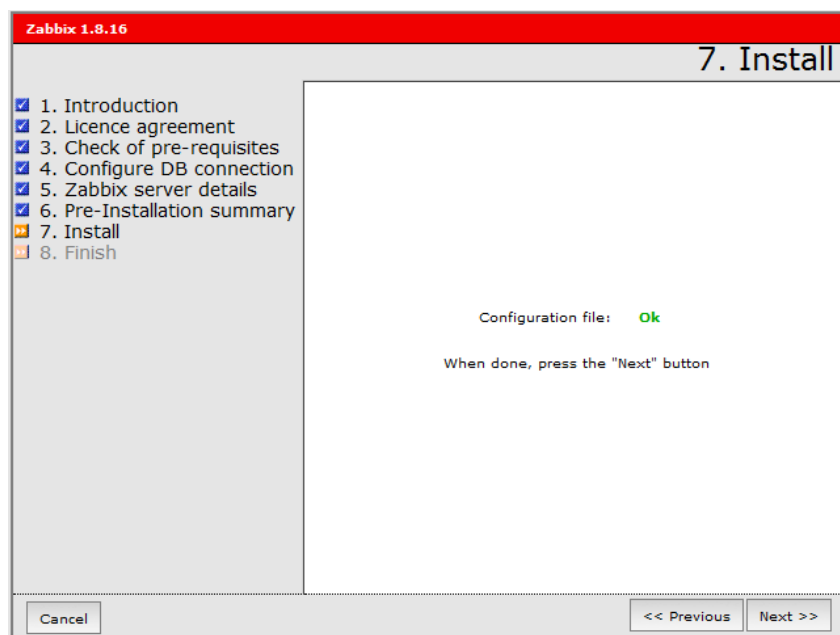 Zabbix 1.8.16
7. Install
1. Introduction
2. Licence agreement
3. Check of pre-requisites
4. Configure DB connection
5. Zabbix server details
6. Pre-Installation summary
7. Install
8. Finish
Configuration file: Ok
When done, press the "Next" button
Cancel
<< Previous
Next >>